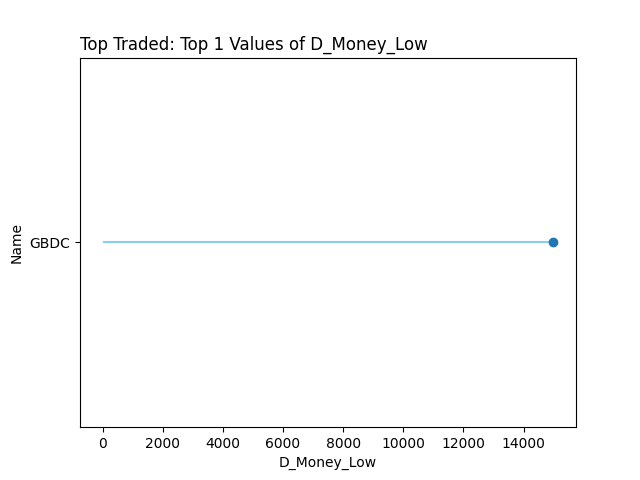 Top Traded: Top 1 Values of D_Money_Low
Name
GBDC
0 2000 4000 6000 8000 10000 12000 14000
D_Money_Low